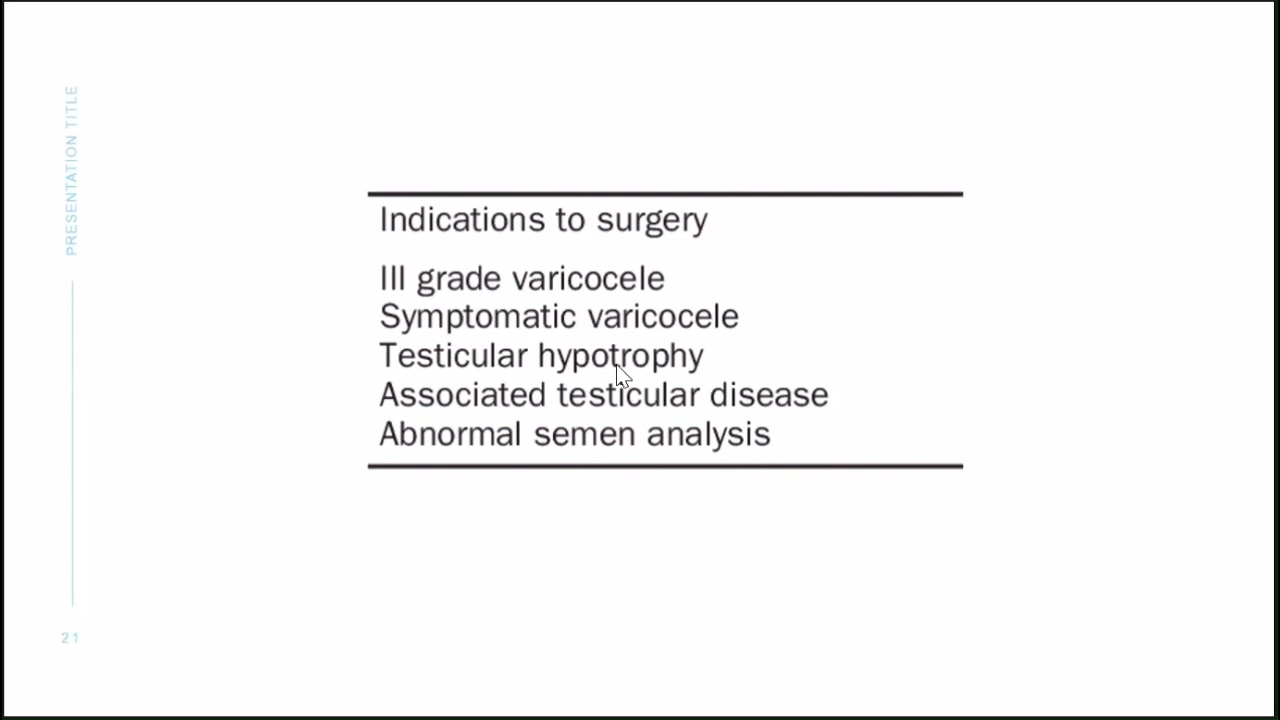 PRESENTATION TITLE
Indications to surgery
III grade varicocele
Symptomatic varicocele
Testicular hypotrophy
Associated testicular disease
Abnormal semen analysis
21